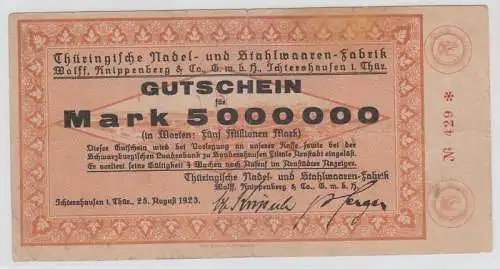 Thüringische Nadel- und Stahlwaaren-Fabrik
Wolff, Knippenberg & Co., G. m. b. H., Ichtershausen i. Thür.
GUTSCHEIN
für
Mark 5000000
(in Worten: Fünf Millionen Mark)
Dieser Gutschein wird bei Vorlegung an unserer Kasse sowie bei der
Schwarzburgischen Landesbank zu Sondershausen Filiale Arnstadt eingelöst.
Er verliert seine Gültigkeit 4 Wochen nach Aufruf im Arnstädter Anzeiger.
Thüringische Nadel- und Stahlwaaren-Fabrik
Wolff, Knippenberg & Co., G. m. b. H.
Ichtershausen i. Thür., 25. August 1923.
№ 429 *